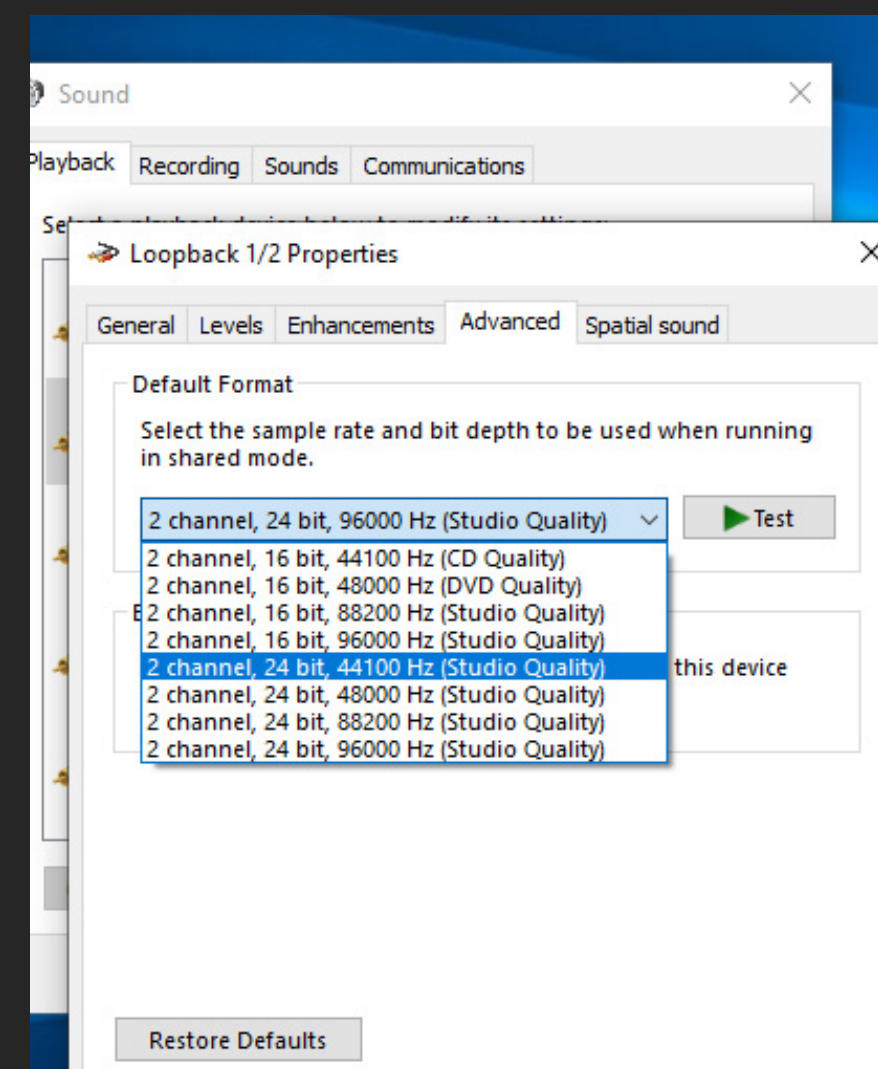 Sound
Playback Recording Sounds Communications
Loopback 1/2 Properties
General Levels Enhancements Advanced Spatial sound
Default Format
Select the sample rate and bit depth to be used when running
in shared mode.
2 channel, 24 bit, 96000 Hz (Studio Quality) Test
2 channel, 16 bit, 44100 Hz (CD Quality)
2 channel, 16 bit, 48000 Hz (DVD Quality)
2 channel, 16 bit, 88200 Hz (Studio Quality)
2 channel, 16 bit, 96000 Hz (Studio Quality)
2 channel, 24 bit, 44100 Hz (Studio Quality) this device
2 channel, 24 bit, 48000 Hz (Studio Quality)
2 channel, 24 bit, 88200 Hz (Studio Quality)
2 channel, 24 bit, 96000 Hz (Studio Quality)
Restore Defaults